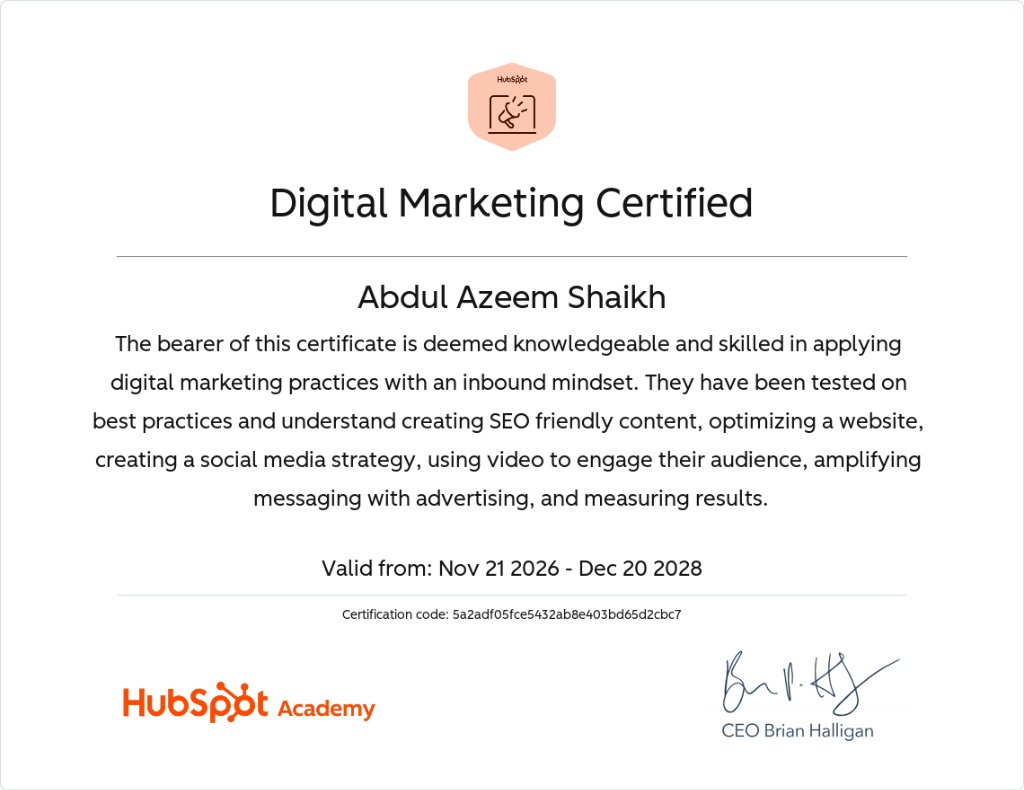 HubSpot
Digital Marketing Certified
Abdul Azeem Shaikh
The bearer of this certificate is deemed knowledgeable and skilled in applying
digital marketing practices with an inbound mindset. They have been tested on
best practices and understand creating SEO friendly content, optimizing a website,
creating a social media strategy, using video to engage their audience, amplifying
messaging with advertising, and measuring results.
Valid from: Nov 21 2026 - Dec 20 2028
Certification code: 5a2adf05fce5432ab8e403bd65d2cbc7
HubSpot Academy
CEO Brian Halligan